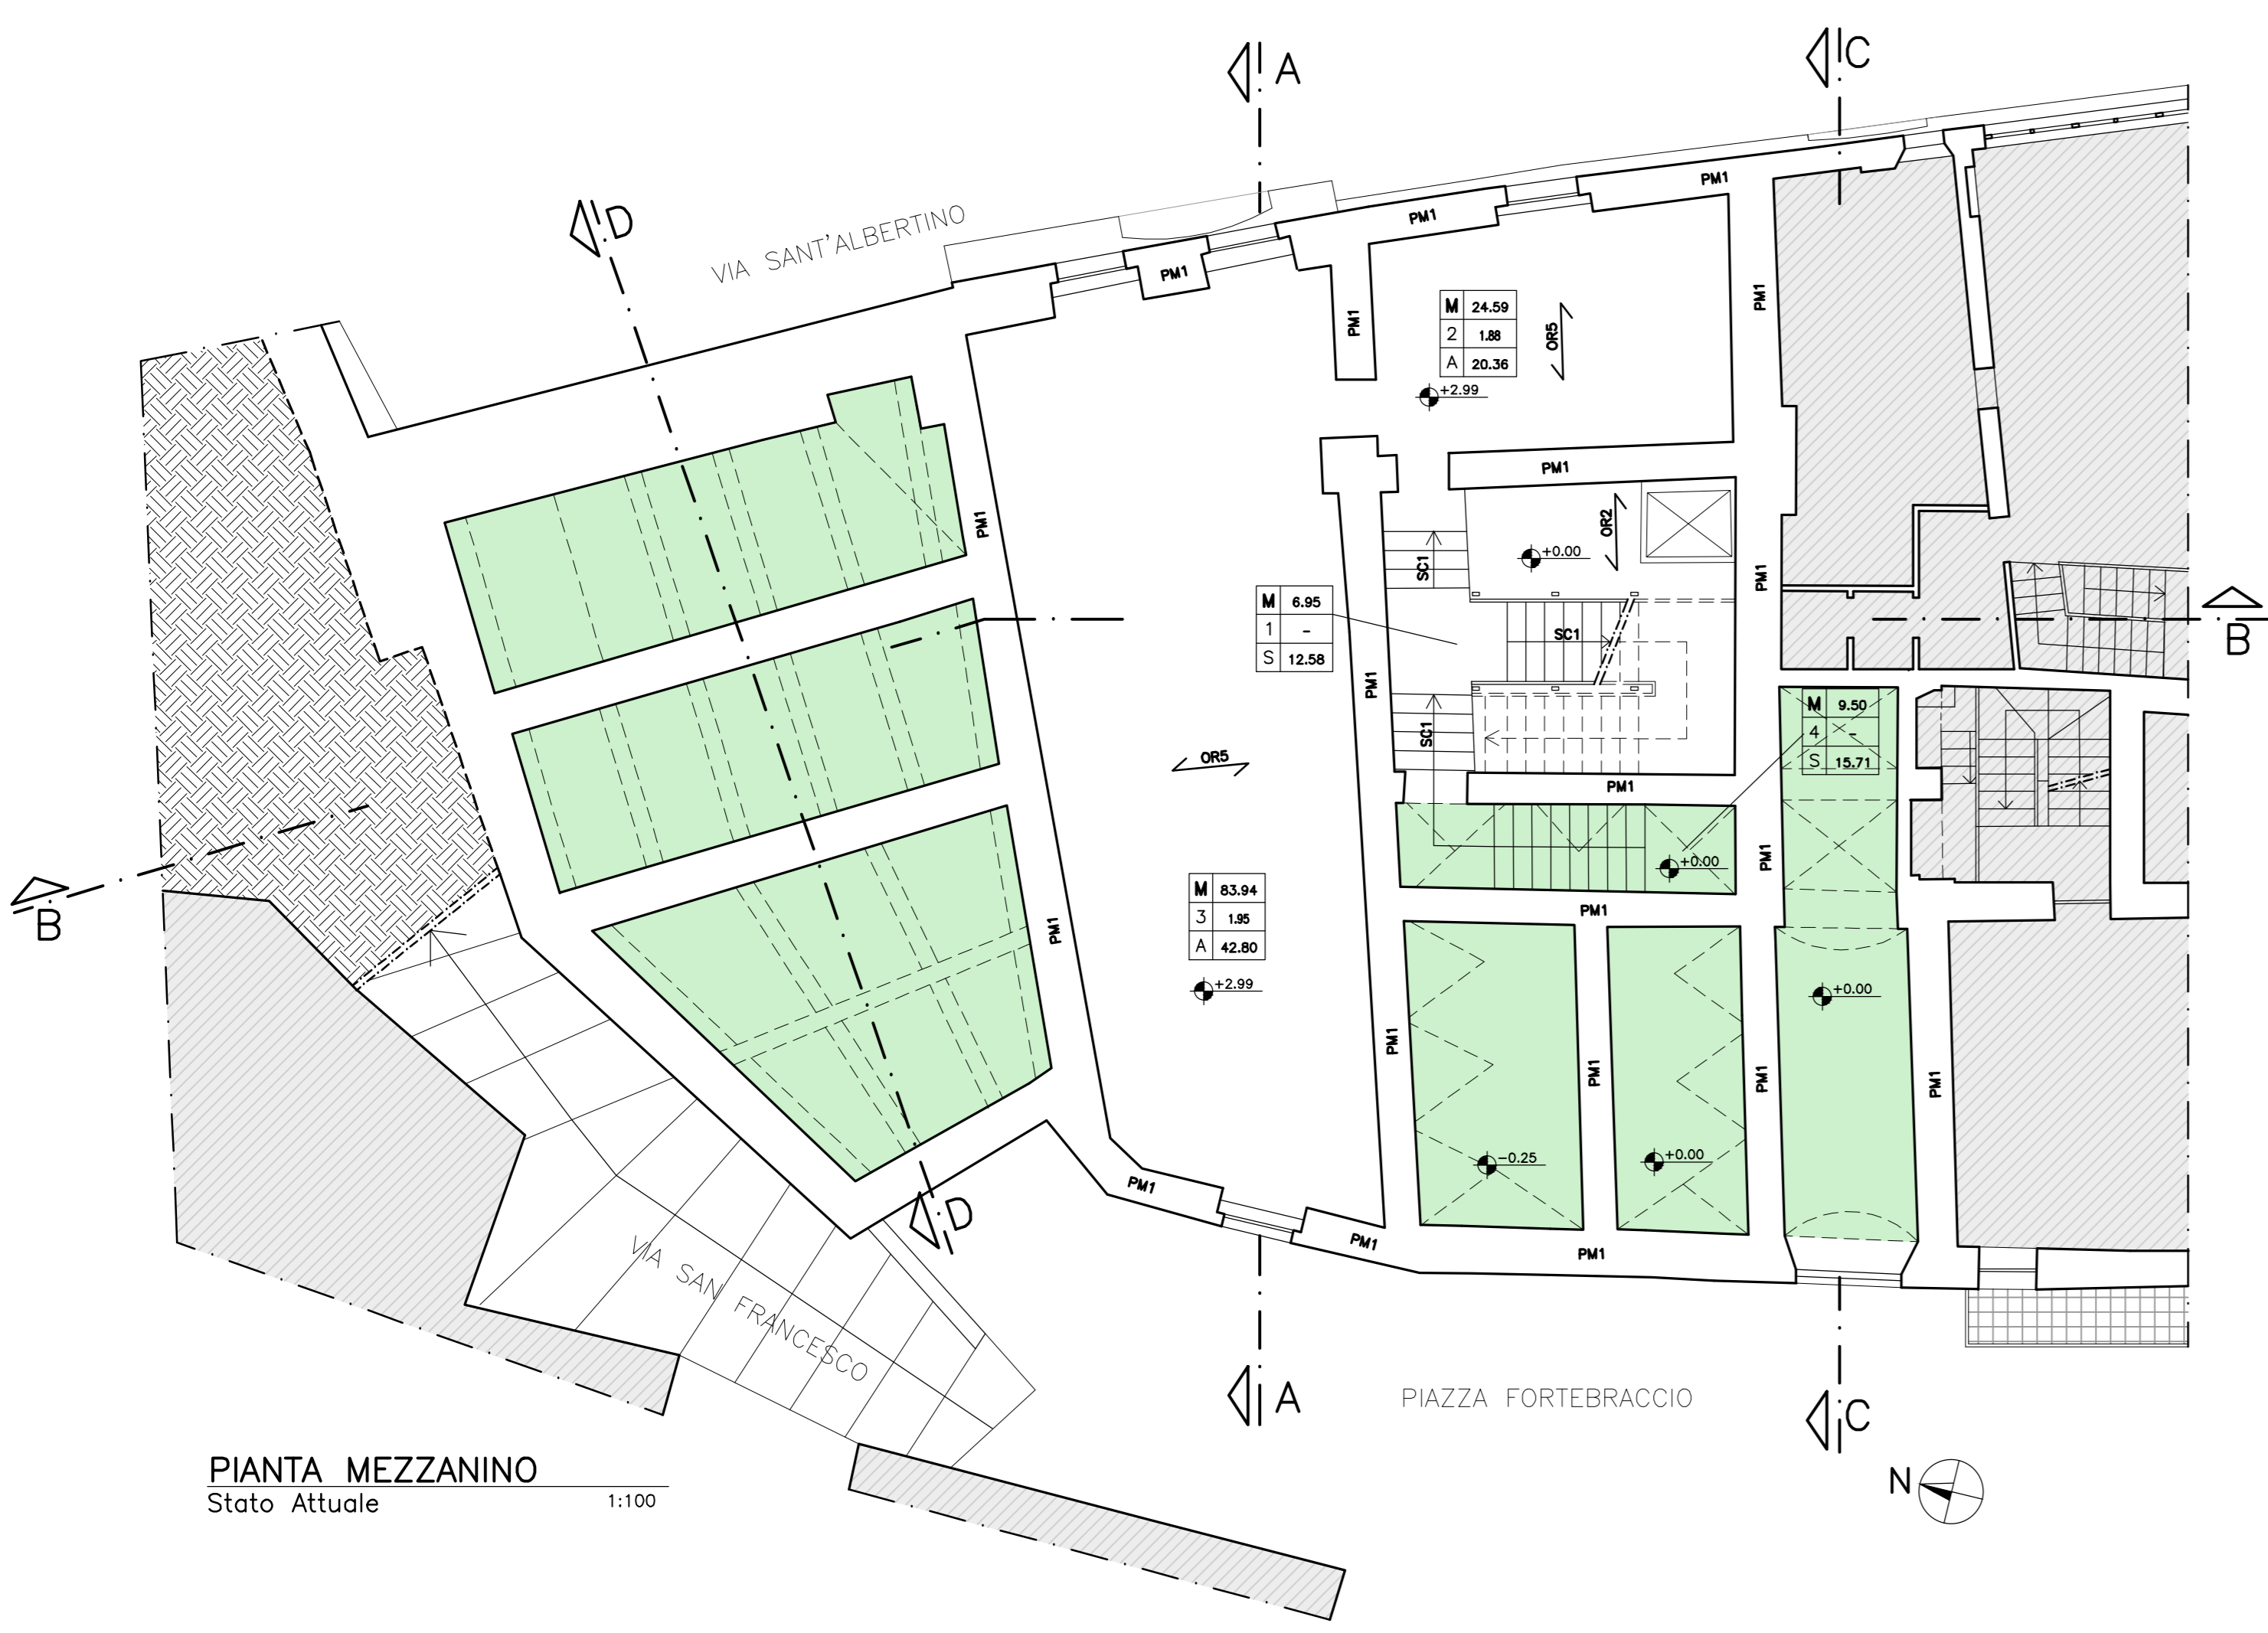 A
C
D
VIA SANT'ALBERTINO
PM1
PM1
PM1
PM1
PM1
M 24.59
2 1.88
A 20.36
OR5
+2.99
PM1
PM1
OR2
+0.00
SC1
PM1
M 6.95
1 -
S 12.58
SC1
B
PM1
SC1
M 9.50
4 -
S 15.71
OR5
PM1
PM1
+0.00
M 83.94
3 1.95
A 42.80
PM1
B
PM1
+2.99
+0.00
PM1
PM1
PM1
PM1
-0.25
+0.00
PM1
D
PM1
PM1
VIA SAN FRANCESCO
A
PIAZZA FORTEBRACCIO
C
PIANTA MEZZANINO
Stato Attuale 1:100
N